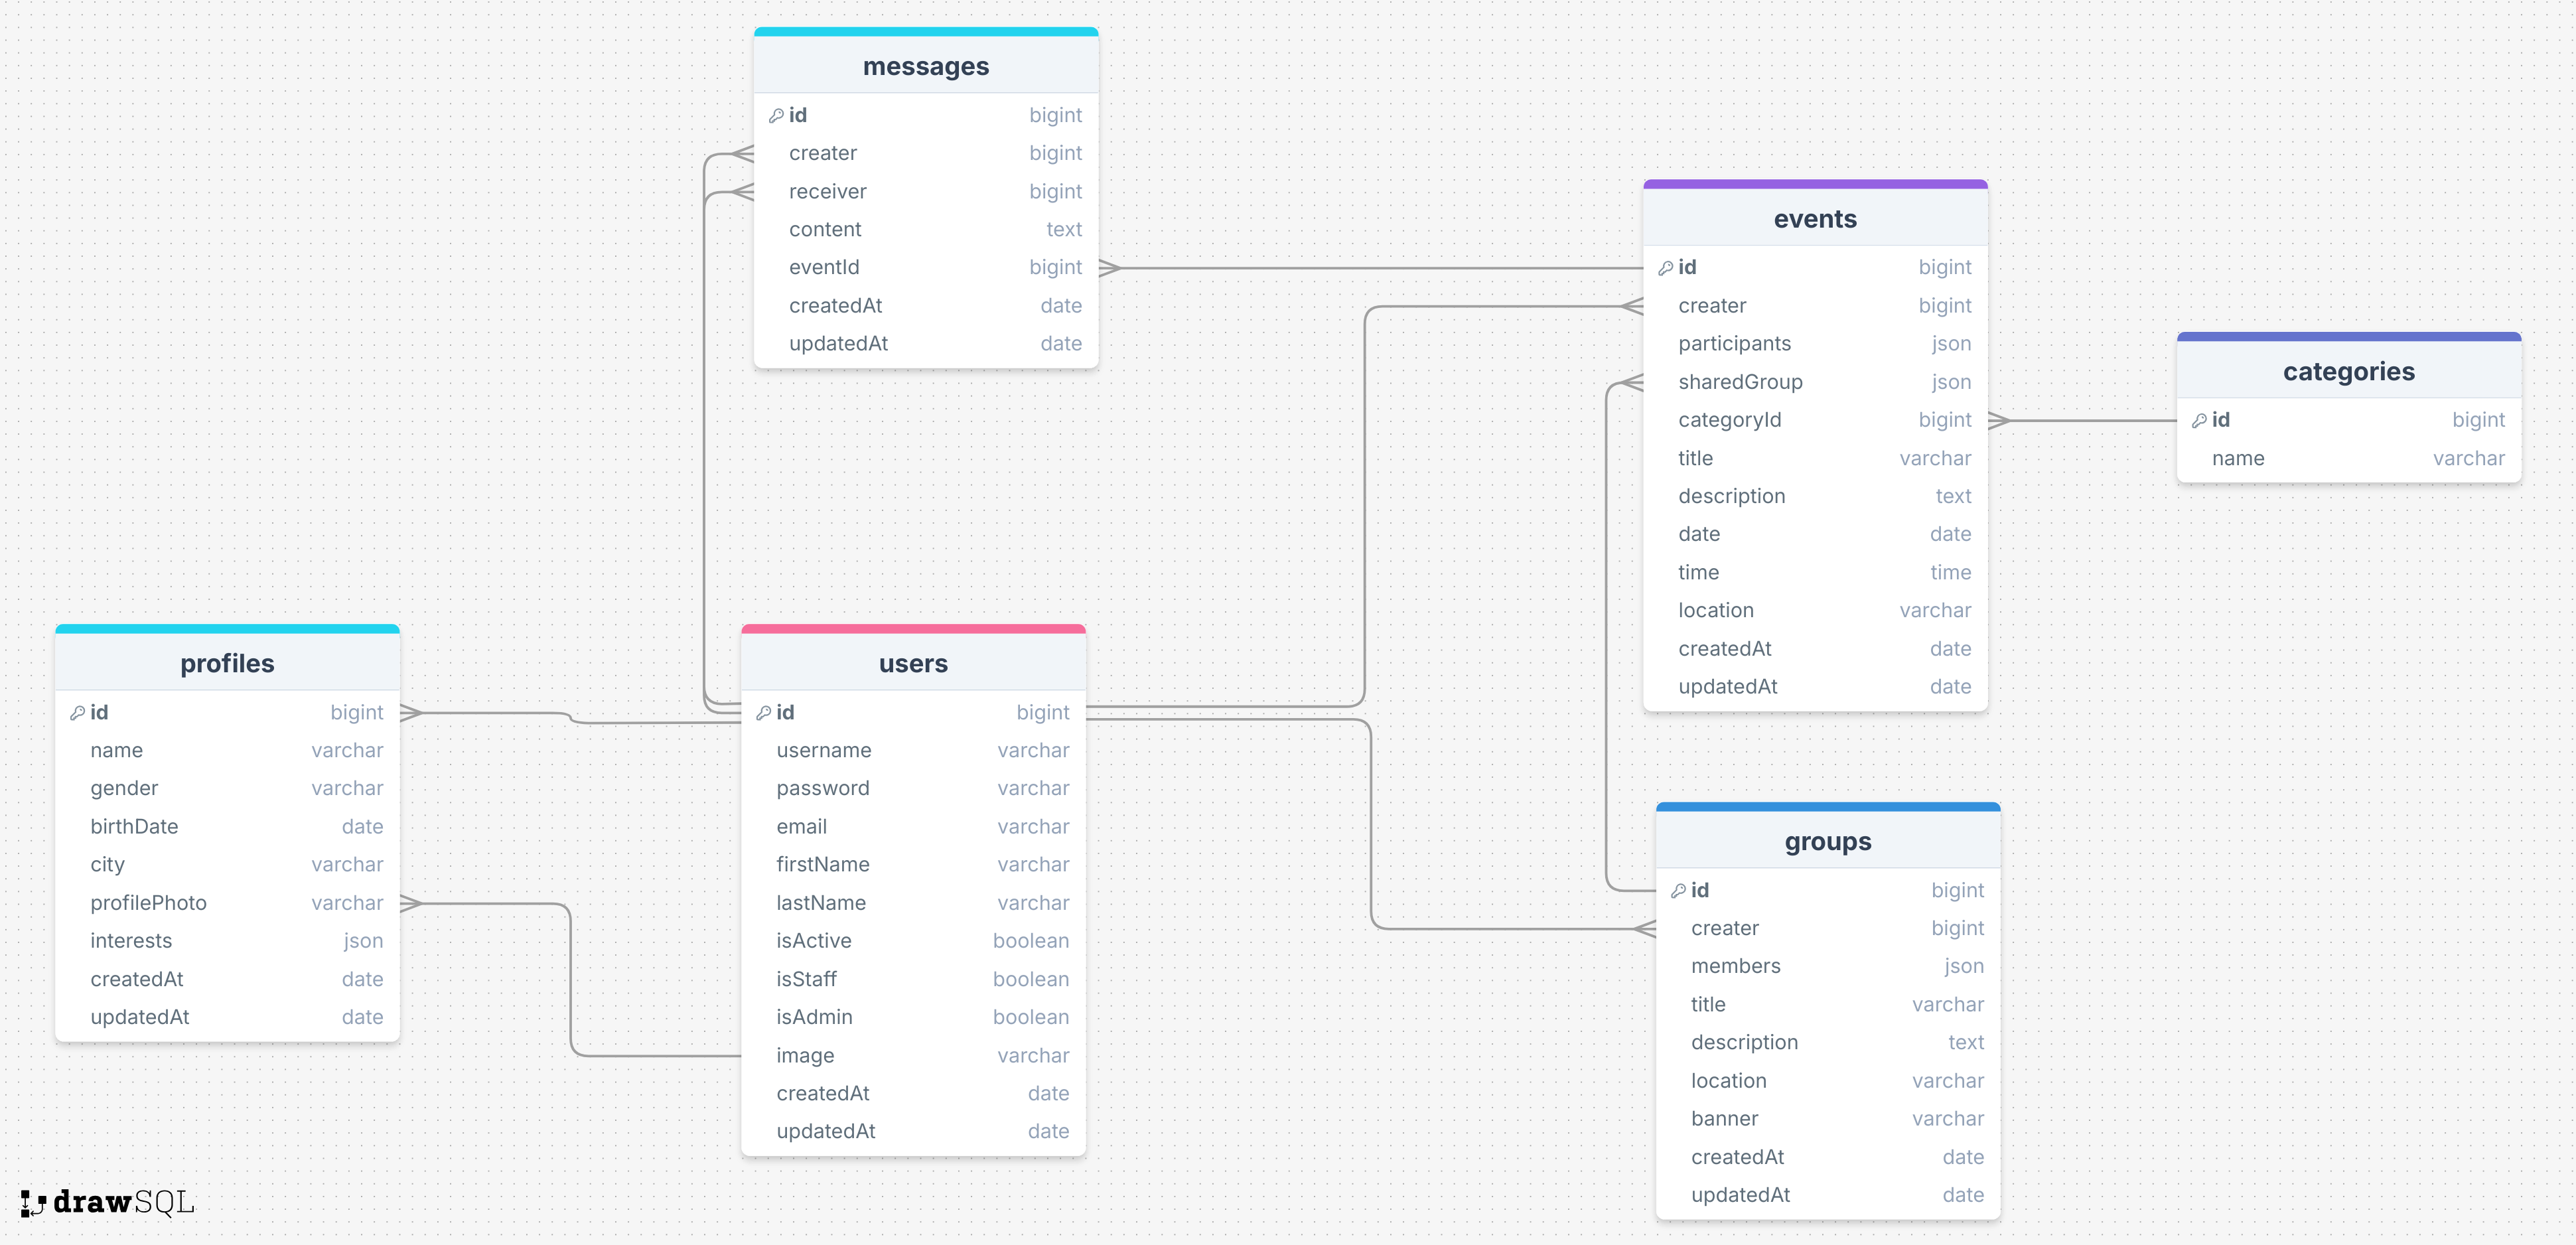 messages
id bigint
creater bigint
receiver bigint
content text
eventId bigint
createdAt date
updatedAt date
events
id bigint
creater bigint
participants json
sharedGroup json
categoryId bigint
title varchar
description text
date date
time time
location varchar
createdAt date
updatedAt date
categories
id bigint
name varchar
profiles
id bigint
name varchar
gender varchar
birthDate date
city varchar
profilePhoto varchar
interests json
createdAt date
updatedAt date
users
id bigint
username varchar
password varchar
email varchar
firstName varchar
lastName varchar
isActive boolean
isStaff boolean
isAdmin boolean
image varchar
createdAt date
updatedAt date
groups
id bigint
creater bigint
members json
title varchar
description text
location varchar
banner varchar
createdAt date
updatedAt date
drawSQL